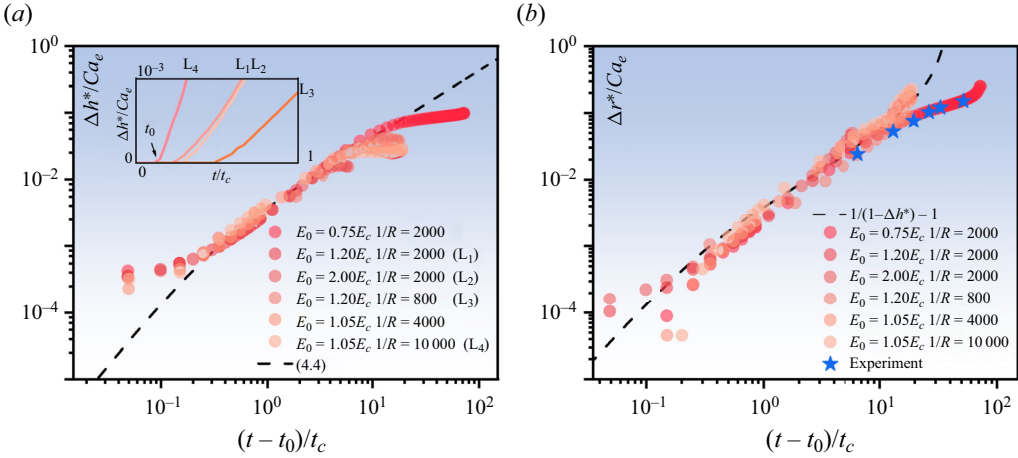 (a)
10^0
10^−2
10^−4
Δh*/Ca_e
10^−3
L_4
L_1 L_2
L_3
Δh*/Ca_e
t_0
0
0
t/t_c
1
E_0 = 0.75E_c 1/R = 2000
E_0 = 1.20E_c 1/R = 2000 (L_1)
E_0 = 2.00E_c 1/R = 2000 (L_2)
E_0 = 1.20E_c 1/R = 800 (L_3)
E_0 = 1.05E_c 1/R = 4000
E_0 = 1.05E_c 1/R = 10 000 (L_4)
(4.4)
10^−1
10^0
10^1
10^2
(t − t_0)/t_c
(b)
10^0
10^−2
10^−4
Δr*/Ca_e
1/(1−Δh*) − 1
E_0 = 0.75E_c 1/R = 2000
E_0 = 1.20E_c 1/R = 2000
E_0 = 2.00E_c 1/R = 2000
E_0 = 1.20E_c 1/R = 800
E_0 = 1.05E_c 1/R = 4000
E_0 = 1.05E_c 1/R = 10 000
Experiment
10^−1
10^0
10^1
10^2
(t − t_0)/t_c